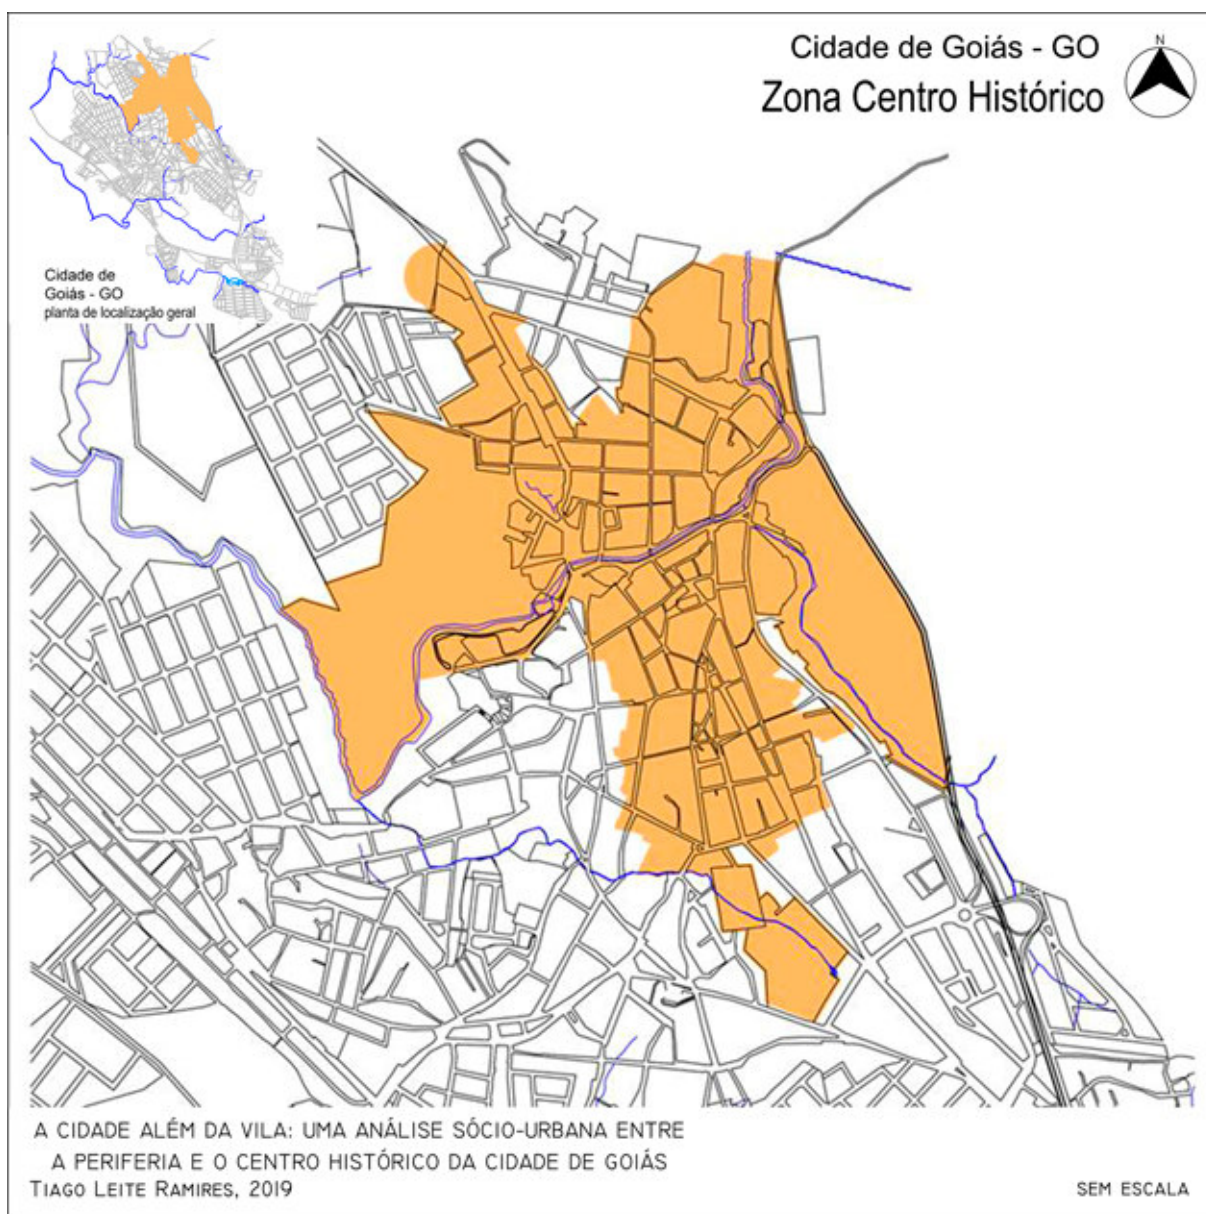 Cidade de Goiás - GO
Zona Centro Histórico
N
Cidade de
Goiás - GO
planta de localização geral
A CIDADE ALÉM DA VILA: UMA ANÁLISE SÓCIO-URBANA ENTRE
A PERIFERIA E O CENTRO HISTÓRICO DA CIDADE DE GOIÁS
TIAGO LEITE RAMIRES, 2019
SEM ESCALA